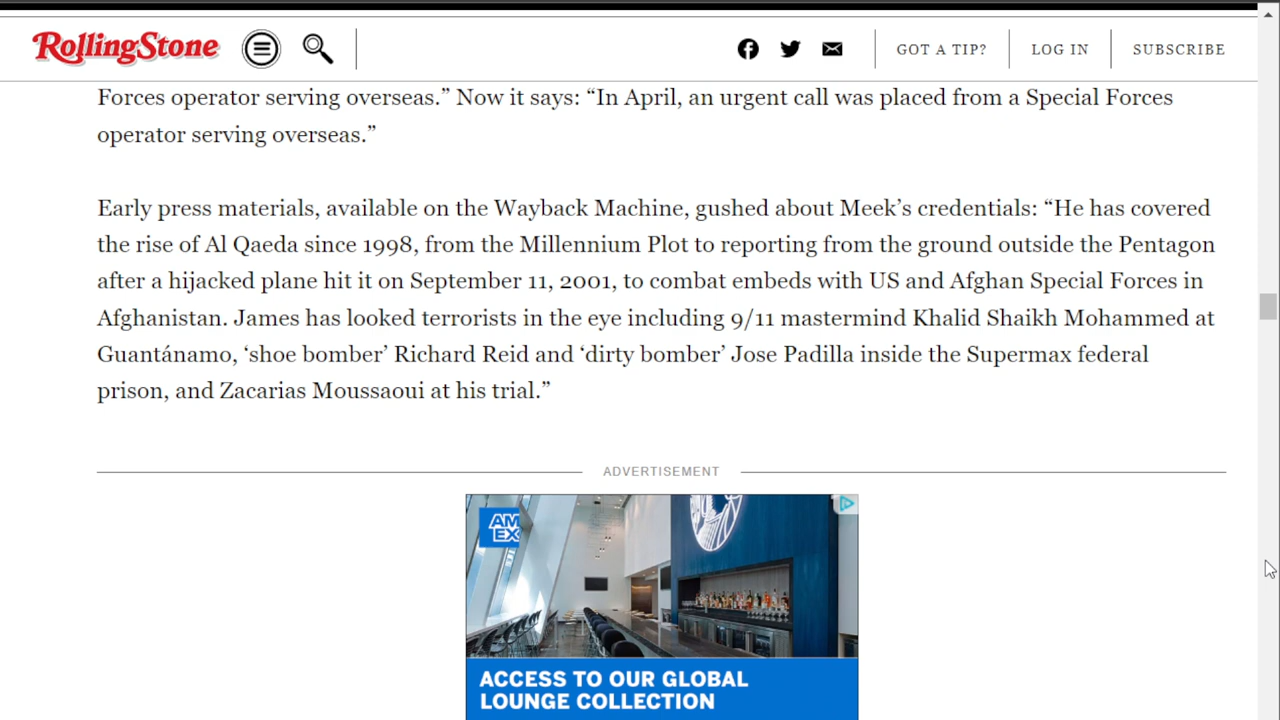 RollingStone
GOT A TIP?
LOG IN
SUBSCRIBE
Forces operator serving overseas.” Now it says: “In April, an urgent call was placed from a Special Forces
operator serving overseas.”
Early press materials, available on the Wayback Machine, gushed about Meek’s credentials: “He has covered
the rise of Al Qaeda since 1998, from the Millennium Plot to reporting from the ground outside the Pentagon
after a hijacked plane hit it on September 11, 2001, to combat embeds with US and Afghan Special Forces in
Afghanistan. James has looked terrorists in the eye including 9/11 mastermind Khalid Shaikh Mohammed at
Guantánamo, ‘shoe bomber’ Richard Reid and ‘dirty bomber’ Jose Padilla inside the Supermax federal
prison, and Zacarias Moussaoui at his trial.”
ADVERTISEMENT
AM
EX
ACCESS TO OUR GLOBAL
LOUNGE COLLECTION